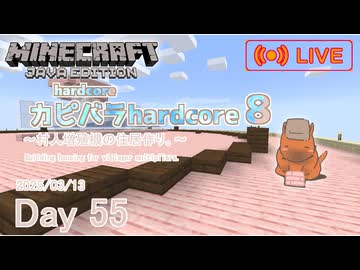 MINECRAFT
JAVA EDITION
LIVE
hardcore
カピバラhardcore 8
～村人増殖機の住居作り。～
Building housing for villager multipliers.
2025/03/13
Day 55